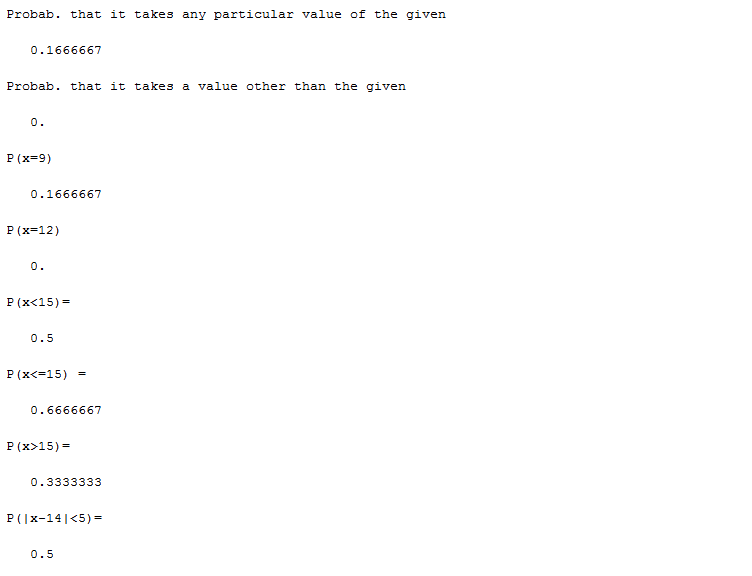 Probab. that it takes any particular value of the given
0.1666667
Probab. that it takes a value other than the given
0.
P(x=9)
0.1666667
P(x=12)
0.
P(x<15)=
0.5
P(x<=15) =
0.6666667
P(x>15)=
0.3333333
P(|x-14|<5)=
0.5